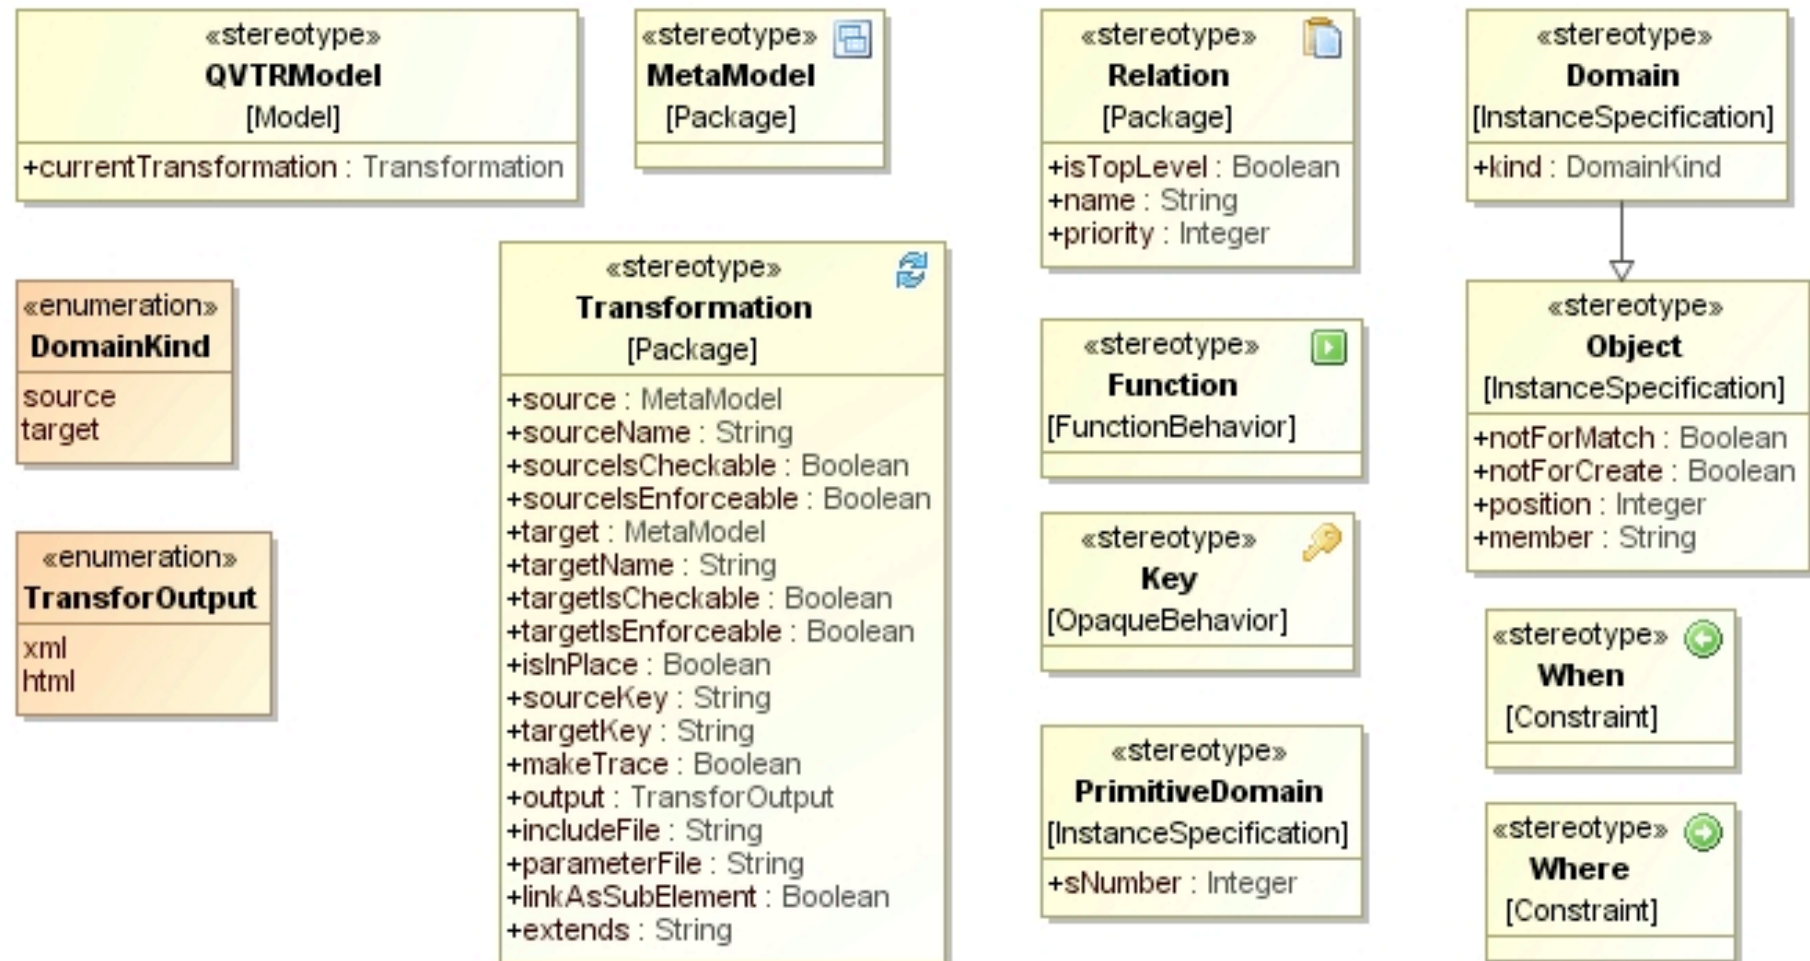 «stereotype»
QVTRModel
[Model]
+currentTransformation : Transformation
«stereotype»
MetaModel
[Package]
«stereotype»
Relation
[Package]
+isTopLevel : Boolean
+name : String
+priority : Integer
«stereotype»
Domain
[InstanceSpecification]
+kind : DomainKind
«enumeration»
DomainKind
source
target
«enumeration»
TransforOutput
xml
html
«stereotype»
Transformation
[Package]
+source : MetaModel
+sourceName : String
+sourceIsCheckable : Boolean
+sourceIsEnforceable : Boolean
+target : MetaModel
+targetName : String
+targetIsCheckable : Boolean
+targetIsEnforceable : Boolean
+isInPlace : Boolean
+sourceKey : String
+targetKey : String
+makeTrace : Boolean
+output : TransforOutput
+includeFile : String
+parameterFile : String
+linkAsSubElement : Boolean
+extends : String
«stereotype»
Function
[FunctionBehavior]
«stereotype»
Key
[OpaqueBehavior]
«stereotype»
PrimitiveDomain
[InstanceSpecification]
+sNumber : Integer
«stereotype»
Object
[InstanceSpecification]
+notForMatch : Boolean
+notForCreate : Boolean
+position : Integer
+member : String
«stereotype»
When
[Constraint]
«stereotype»
Where
[Constraint]